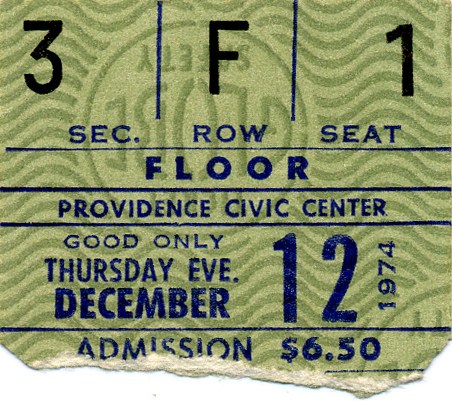 3 F 1
SEC. ROW SEAT
FLOOR
PROVIDENCE CIVIC CENTER
GOOD ONLY
THURSDAY EVE.
DECEMBER 12 1974
ADMISSION $6.50